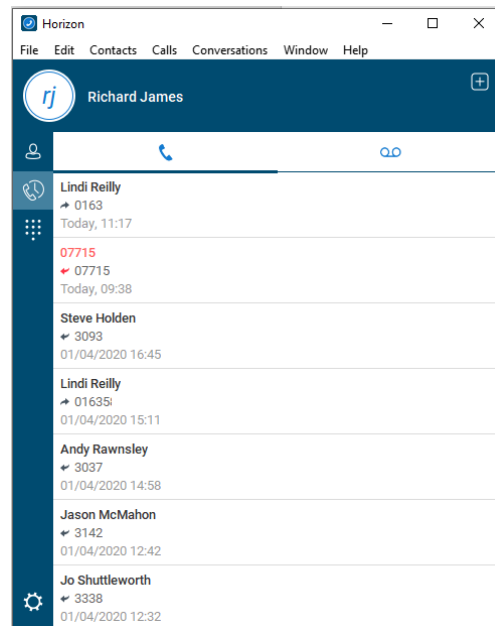 Horizon
File Edit Contacts Calls Conversations Window Help
rj Richard James
Lindi Reilly
0163
Today, 11:17
07715
07715
Today, 09:38
Steve Holden
3093
01/04/2020 16:45
Lindi Reilly
01635
01/04/2020 15:11
Andy Rawnsley
3037
01/04/2020 14:58
Jason McMahon
3142
01/04/2020 12:42
Jo Shuttleworth
3338
01/04/2020 12:32